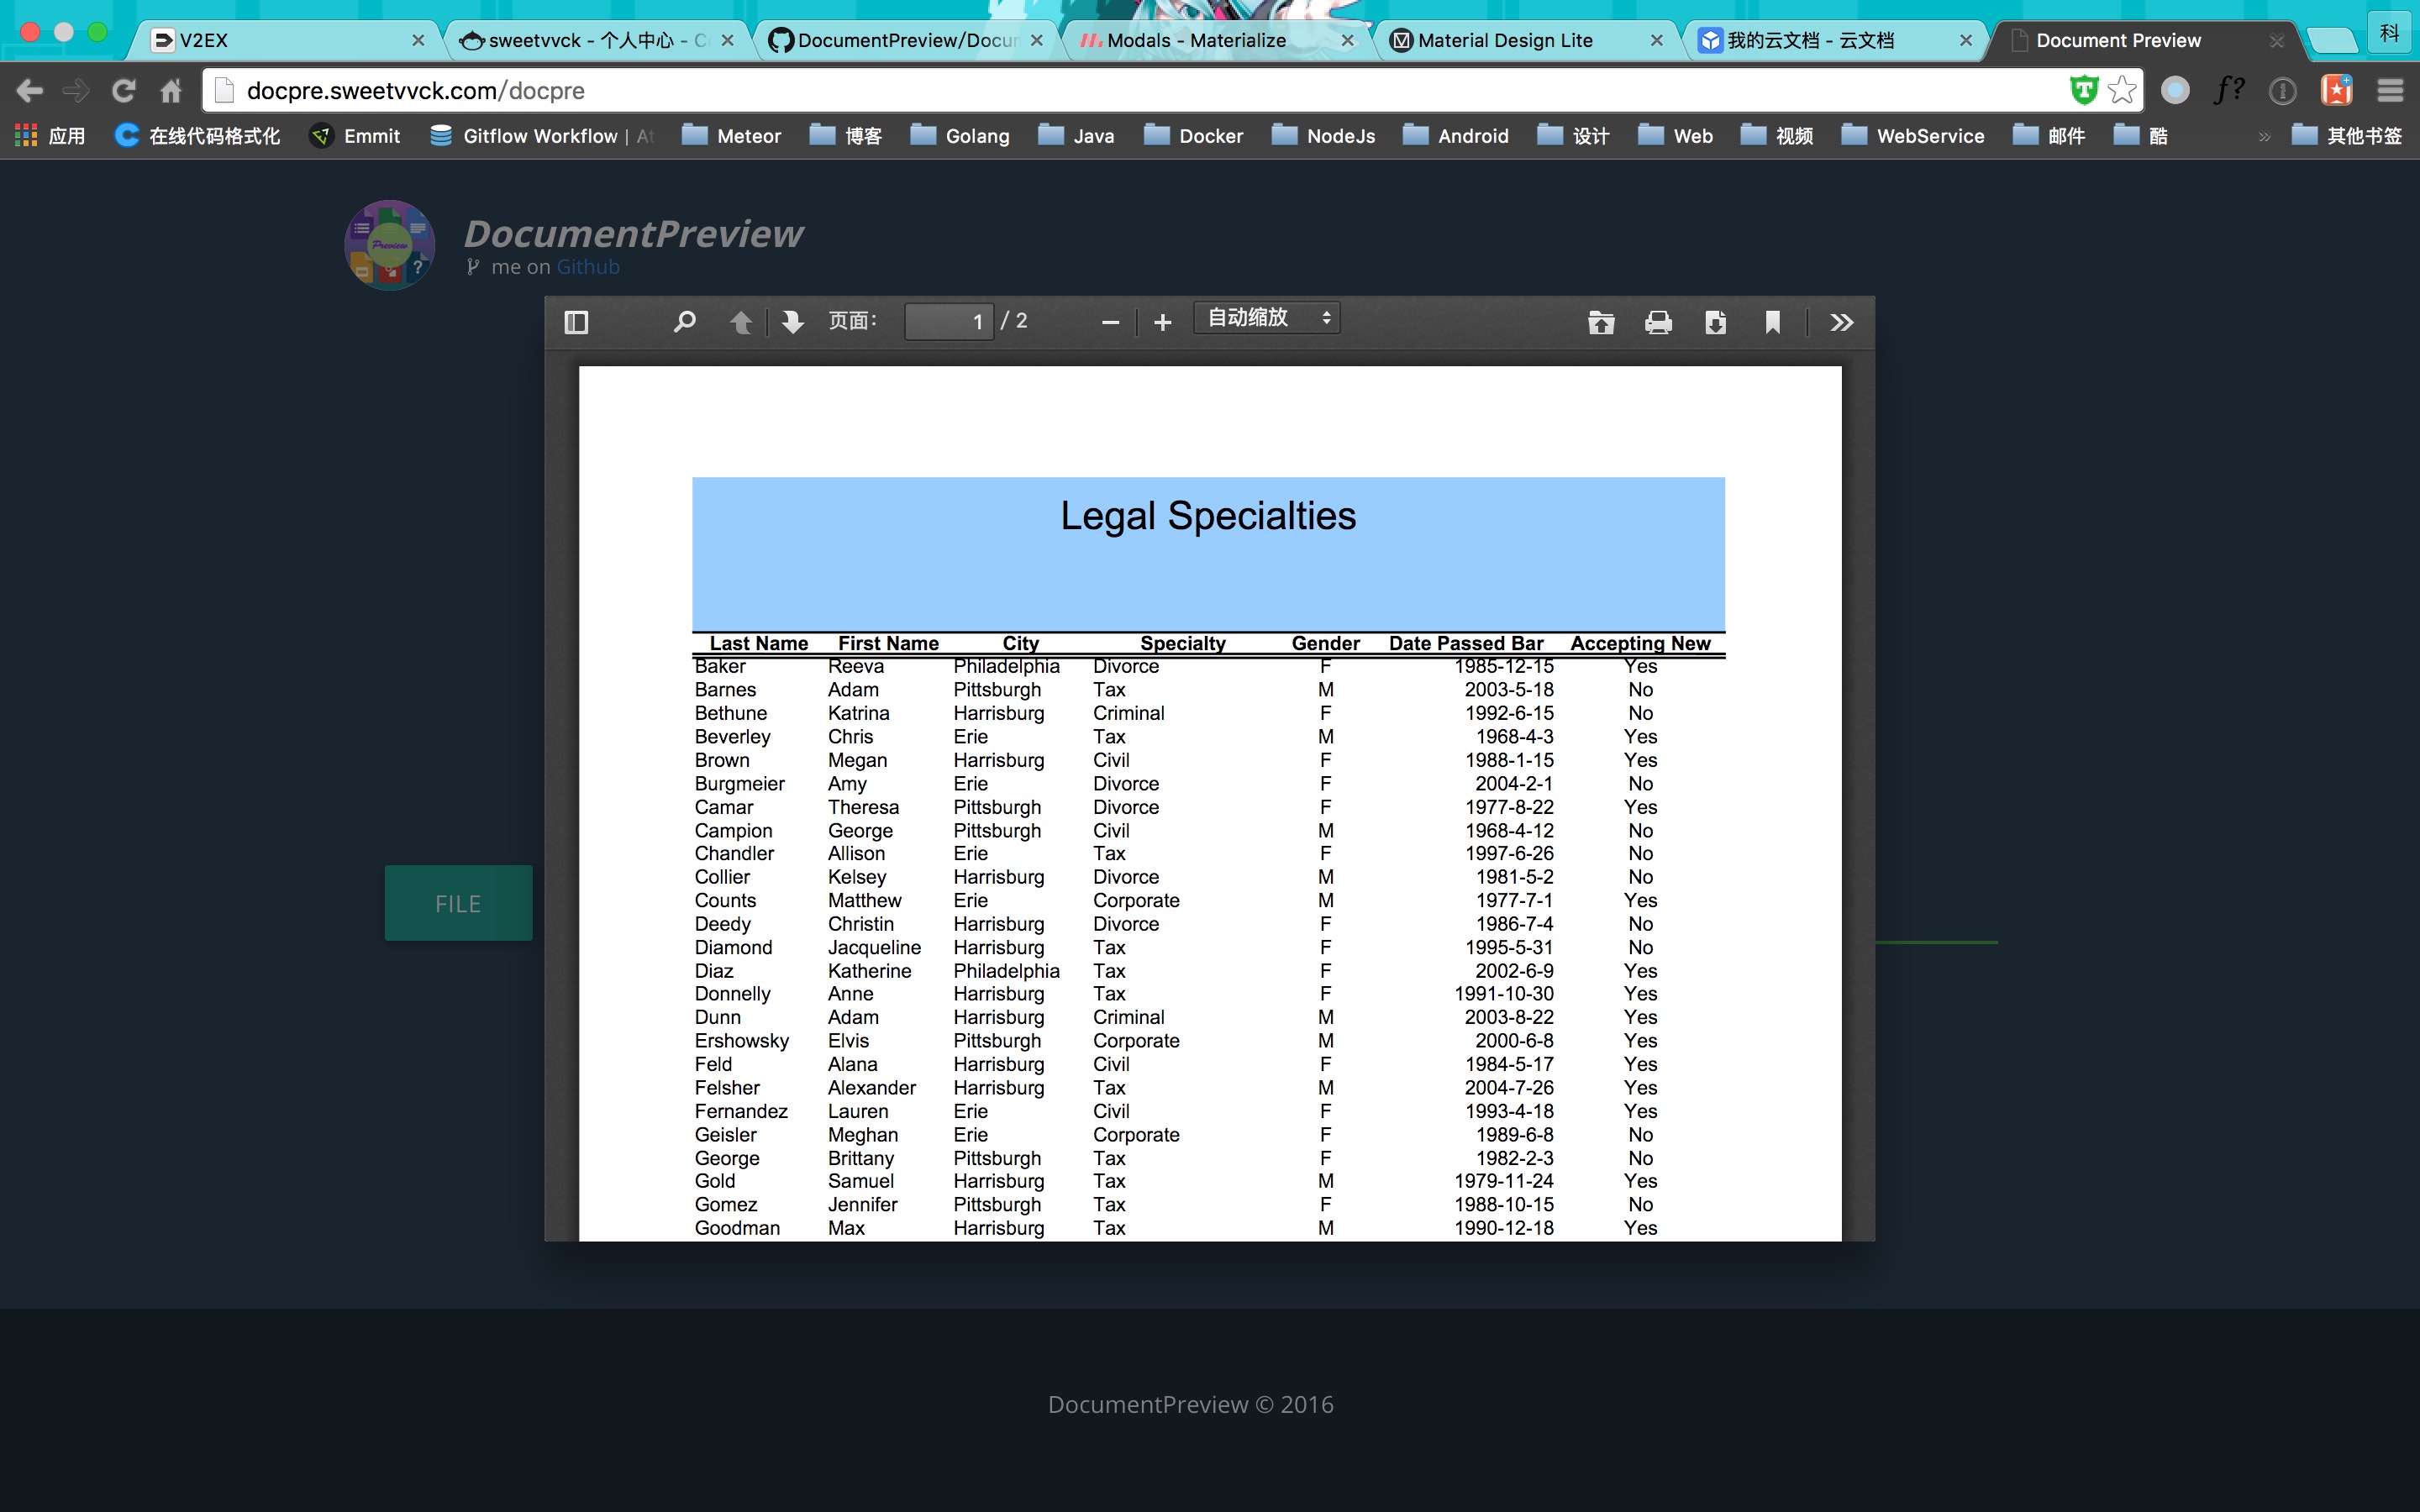 V2EX
sweetvvck - 个人中心 - C
DocumentPreview/Docu
Modals - Materialize
Material Design Lite
我的云文档 - 云文档
Document Preview
科
docpre.sweetvvck.com/docpre
f?
应用
在线代码格式化
Emmit
Gitflow Workflow | At
Meteor
博客
Golang
Java
Docker
NodeJs
Android
设计
Web
视频
WebService
邮件
酷
»
其他书签
Preview
DocumentPreview
me on Github
页面: 1 / 2
自动缩放
Legal Specialties
Last Name First Name City Specialty Gender Date Passed Bar Accepting New
Baker Reeva Philadelphia Divorce F 1985-12-15 Yes
Barnes Adam Pittsburgh Tax M 2003-5-18 No
Bethune Katrina Harrisburg Criminal F 1992-6-15 No
Beverley Chris Erie Tax M 1968-4-3 Yes
Brown Megan Harrisburg Civil F 1988-1-15 Yes
Burgmeier Amy Erie Divorce F 2004-2-1 No
Camar Theresa Pittsburgh Divorce F 1977-8-22 Yes
Campion George Pittsburgh Civil M 1968-4-12 No
Chandler Allison Erie Tax F 1997-6-26 No
Collier Kelsey Harrisburg Divorce M 1981-5-2 No
Counts Matthew Erie Corporate M 1977-7-1 Yes
Deedy Christin Harrisburg Divorce F 1986-7-4 No
Diamond Jacqueline Harrisburg Tax F 1995-5-31 No
Diaz Katherine Philadelphia Tax F 2002-6-9 Yes
Donnelly Anne Harrisburg Tax F 1991-10-30 Yes
Dunn Adam Harrisburg Criminal M 2003-8-22 Yes
Ershowsky Elvis Pittsburgh Corporate M 2000-6-8 Yes
Feld Alana Harrisburg Civil F 1984-5-17 Yes
Felsher Alexander Harrisburg Tax M 2004-7-26 Yes
Fernandez Lauren Erie Civil F 1993-4-18 Yes
Geisler Meghan Erie Corporate F 1989-6-8 No
George Brittany Pittsburgh Tax F 1982-2-3 No
Gold Samuel Harrisburg Tax M 1979-11-24 Yes
Gomez Jennifer Pittsburgh Tax F 1988-10-15 No
Goodman Max Harrisburg Tax M 1990-12-18 Yes
FILE
DocumentPreview © 2016